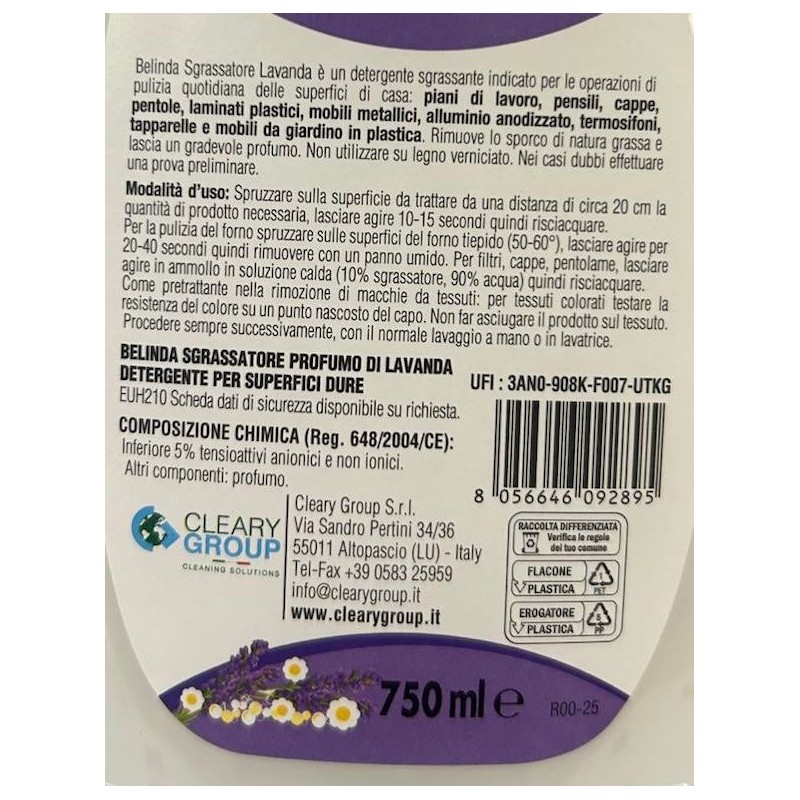 Belinda Sgrassatore Lavanda è un detergente sgrassante indicato per le operazioni di
pulizia quotidiana delle superfici di casa: piani di lavoro, pensili, cappe,
pentole, laminati plastici, mobili metallici, alluminio anodizzato, termosifoni,
tapparelle e mobili da giardino in plastica. Rimuove lo sporco di natura grassa e
lascia un gradevole profumo. Non utilizzare su legno verniciato. Nei casi dubbi effettuare
una prova preliminare.
Modalità d'uso: Spruzzare sulla superficie da trattare da una distanza di circa 20 cm la
quantità di prodotto necessaria, lasciare agire 10-15 secondi quindi risciacquare.
Per la pulizia del forno spruzzare sulle superfici del forno tiepido (50-60°), lasciare agire per
20-40 secondi quindi rimuovere con un panno umido. Per filtri, cappe, pentolame, lasciare
agire in ammollo in soluzione calda (10% sgrassatore, 90% acqua) quindi risciacquare.
Come pretrattante nella rimozione di macchie da tessuti: per tessuti colorati testare la
resistenza del colore su un punto nascosto del capo. Non far asciugare il prodotto sul tessuto.
Procedere sempre successivamente, con il normale lavaggio a mano o in lavatrice.
BELINDA SGRASSATORE PROFUMO DI LAVANDA
DETERGENTE PER SUPERFICI DURE
EUH210 Scheda dati di sicurezza disponibile su richiesta.
COMPOSIZIONE CHIMICA (Reg. 648/2004/CE):
Inferiore 5% tensioattivi anionici e non ionici.
Altri componenti: profumo.
UFI : 3AN0-908K-F007-UTKG
8 056646 092895
CLEARY
GROUP
CLEANING SOLUTIONS
Cleary Group S.r.l.
Via Sandro Pertini 34/36
55011 Altopascio (LU) - Italy
Tel-Fax +39 0583 25959
info@clearygroup.it
www.clearygroup.it
RACCOLTA DIFFERENZIATA
Verifica le regole
del tuo comune
FLACONE
PLASTICA
1
PET
EROGATORE
PLASTICA
5
PP
750 ml e
R00-25